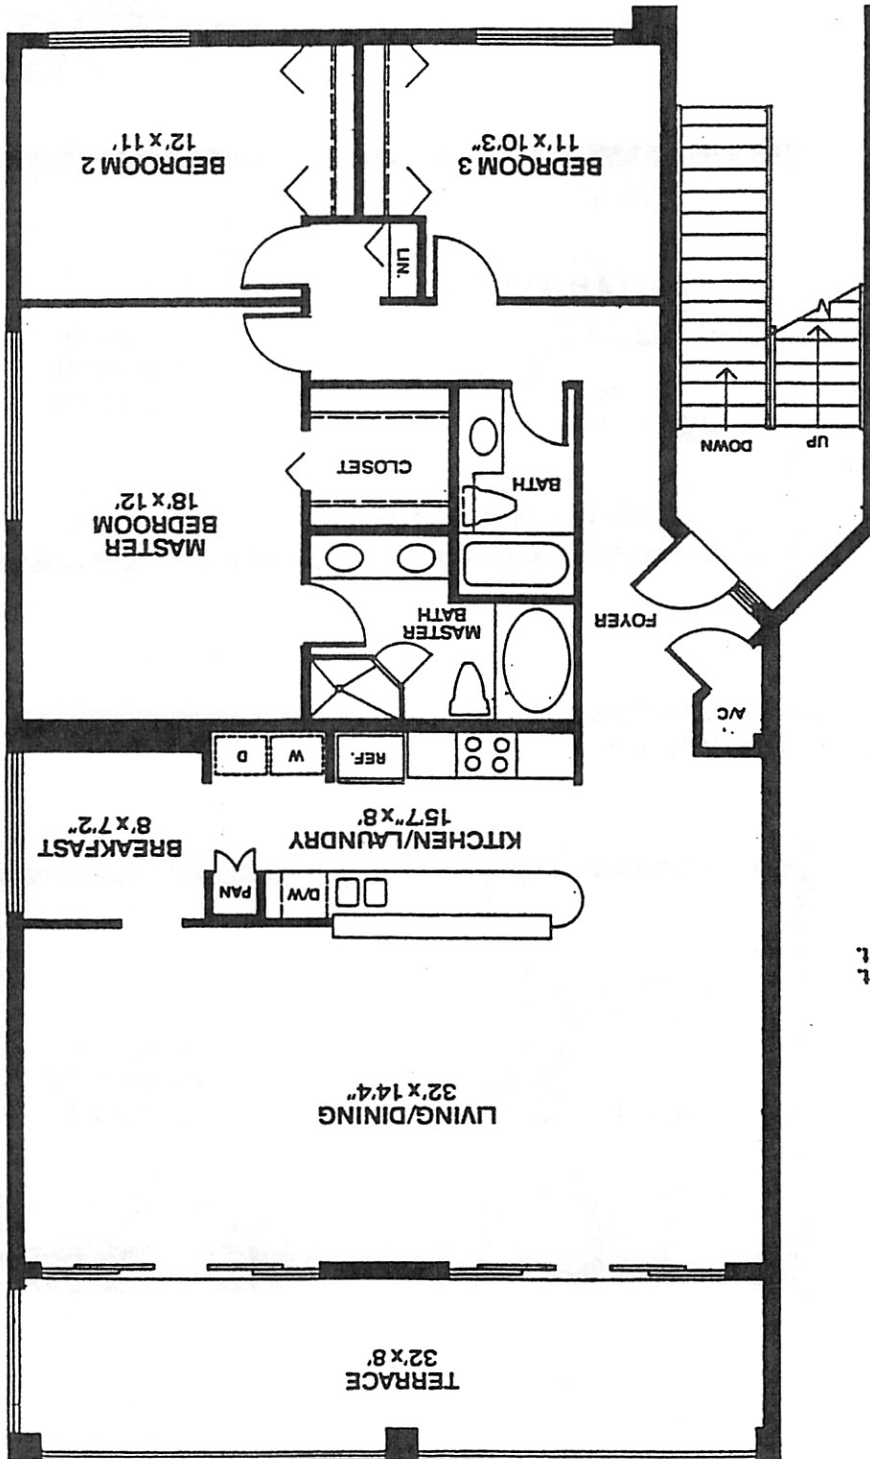 TERRACE
32'x 8'
LIVING/DINING
32'x 14'4"
KITCHEN/LAUNDRY
15'7"x 8'
BREAKFAST
8'x 7'2"
D/W
PAN
REF.
W
D
A/C
FOYER
MASTER
BATH
MASTER
BEDROOM
18'x 12'
BATH
CLOSET
UP
DOWN
LIN.
BEDROOM 3
11'x 10'3"
BEDROOM 2
12'x 11'
t.
t.